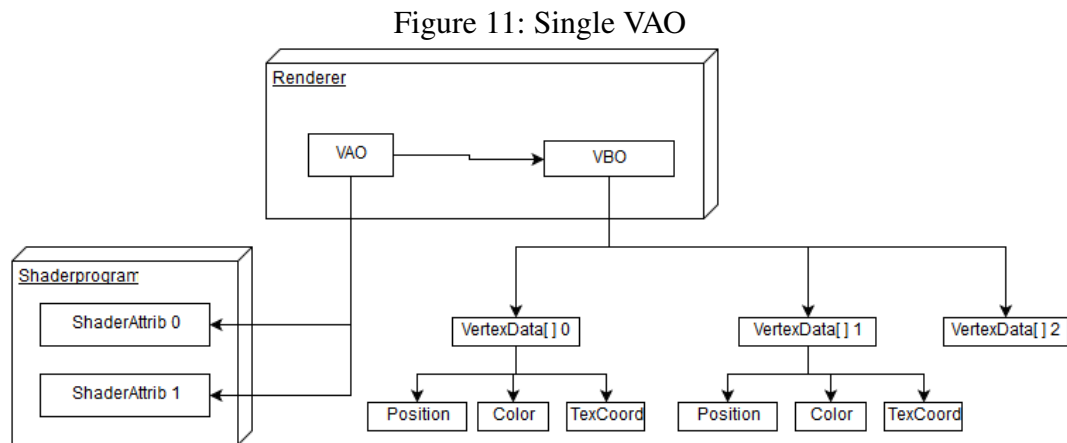 Figure 11: Single VAO
Renderer
VAO
VBO
Shaderprogram
ShaderAttrib 0
ShaderAttrib 1
VertexData[ ] 0
VertexData[ ] 1
VertexData[ ] 2
Position
Color
TexCoord
Position
Color
TexCoord